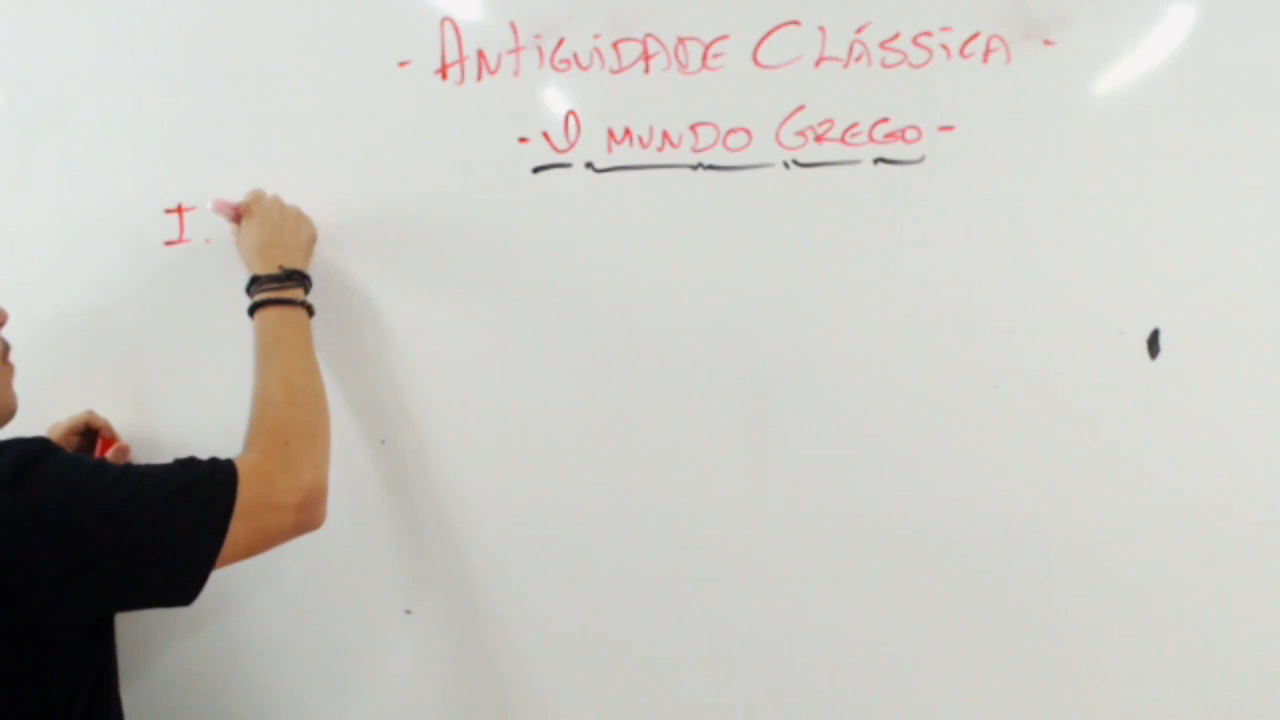 - ANTIGUIDADE CLÁSSICA -
- O MUNDO GREGO -
I.